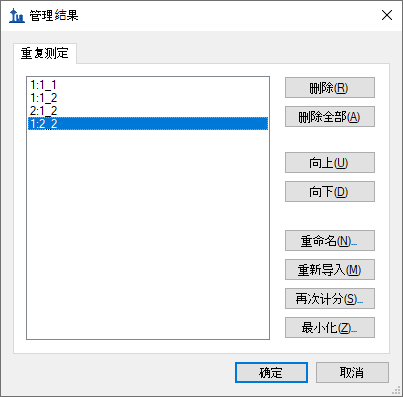 管理结果
重复测定
1:1_1
1:1_2
2:1_2
1:2_2
删除(R)
删除全部(A)
向上(U)
向下(D)
重命名(N)...
重新导入(M)
再次计分(S)...
最小化(Z)...
确定
取消